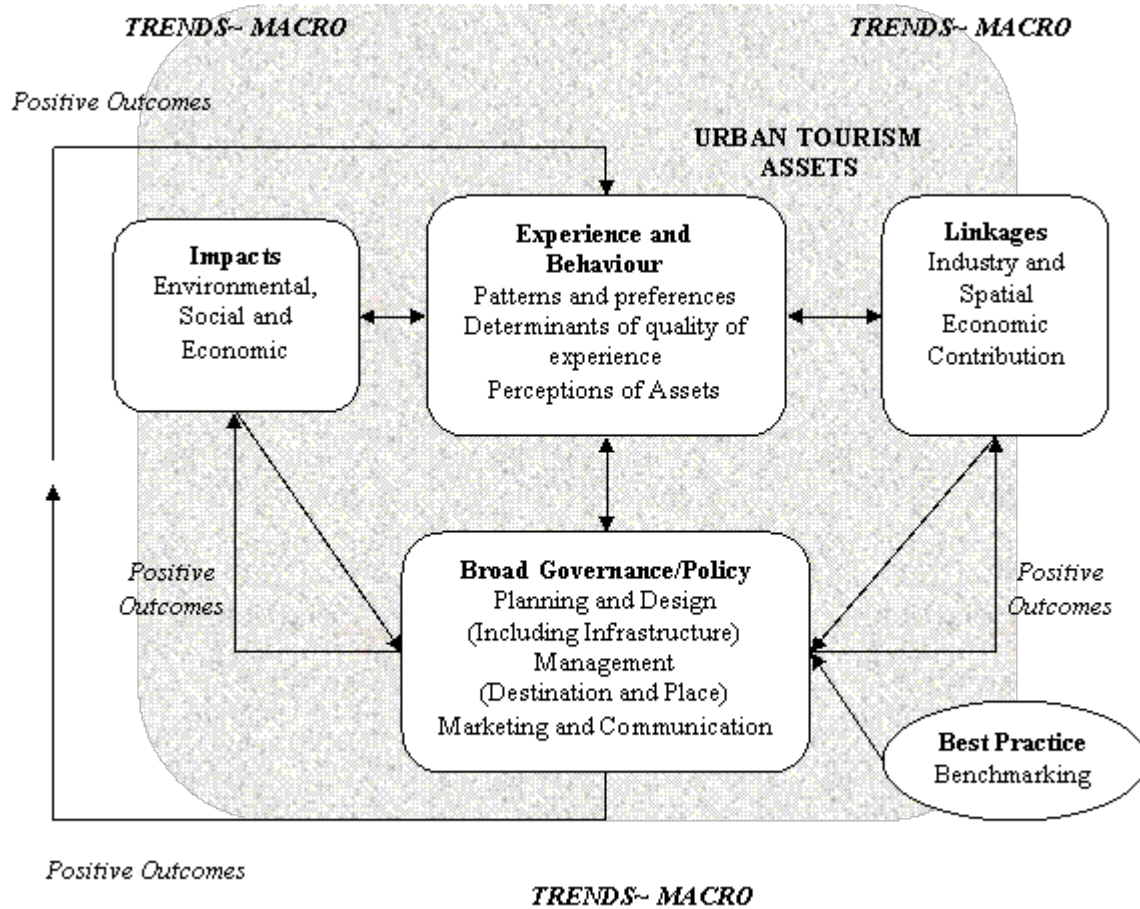 TRENDS~ MACRO
TRENDS~ MACRO
Positive Outcomes
URBAN TOURISM
ASSETS
Impacts
Environmental,
Social and
Economic
Experience and
Behaviour
Patterns and preferences
Determinants of quality of
experience
Perceptions of Assets
Linkages
Industry and
Spatial
Economic
Contribution
Positive
Outcomes
Broad Governance/Policy
Planning and Design
(Including Infrastructure)
Management
(Destination and Place)
Marketing and Communication
Positive
Outcomes
Best Practice
Benchmarking
Positive Outcomes
TRENDS~ MACRO